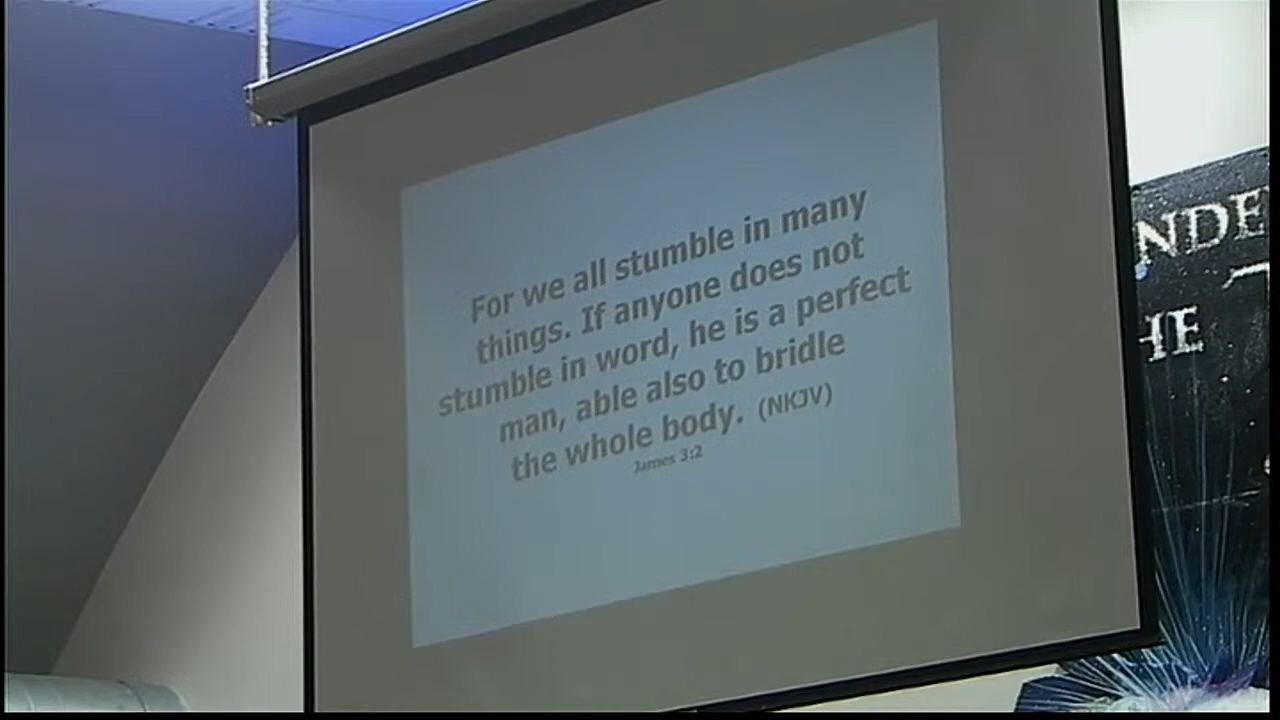 For we all stumble in many
things. If anyone does not
stumble in word, he is a perfect
man, able also to bridle
the whole body. (NKJV)
James 3:2
NDE
HE